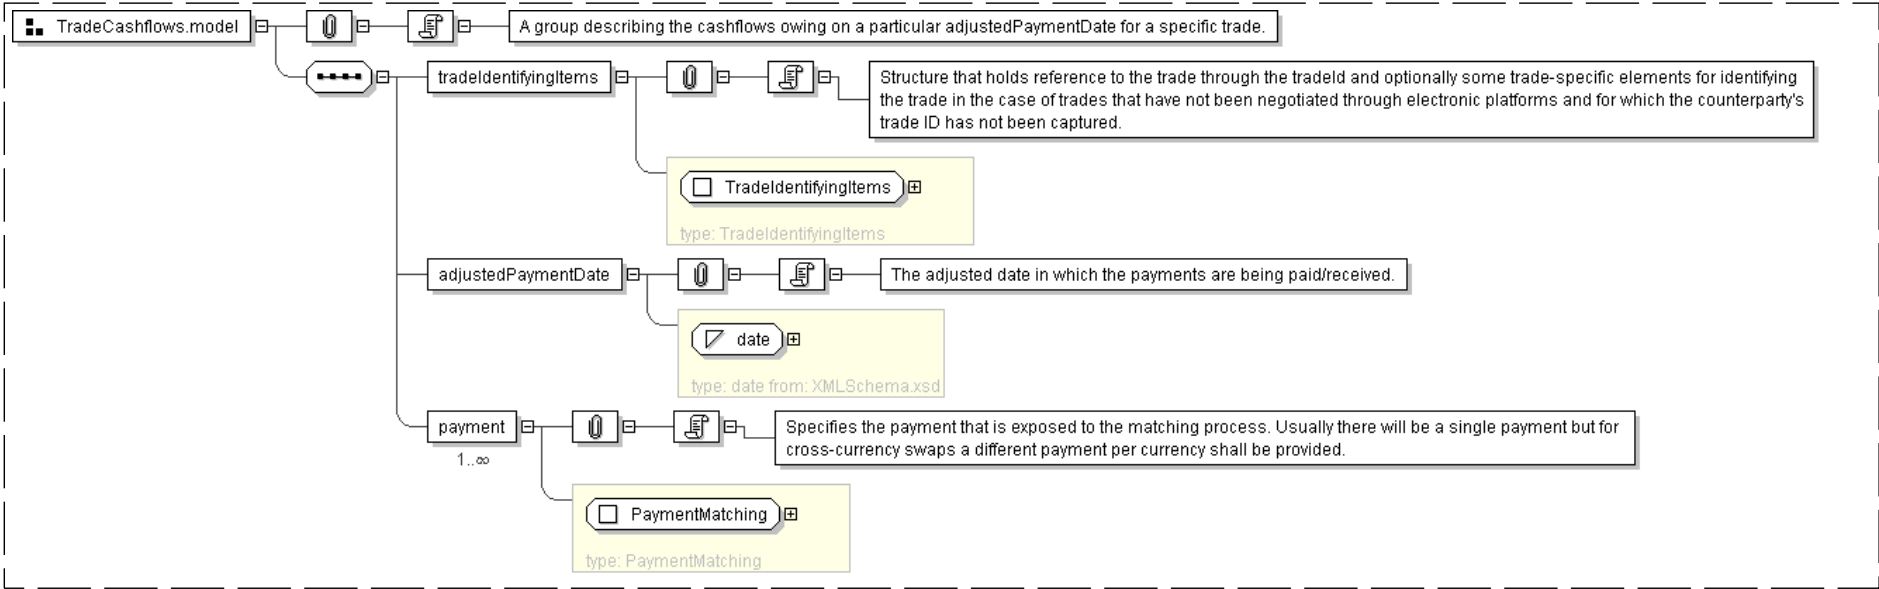 TradeCashflows.model
A group describing the cashflows owing on a particular adjustedPaymentDate for a specific trade.
tradeIdentifyingItems
Structure that holds reference to the trade through the tradeId and optionally some trade-specific elements for identifying
the trade in the case of trades that have not been negotiated through electronic platforms and for which the counterparty's
trade ID has not been captured.
TradeIdentifyingItems
type: TradeIdentifyingItems
adjustedPaymentDate
The adjusted date in which the payments are being paid/received.
date
type: date from: XMLSchema.xsd
payment
1..∞
Specifies the payment that is exposed to the matching process. Usually there will be a single payment but for
cross-currency swaps a different payment per currency shall be provided.
PaymentMatching
type: PaymentMatching